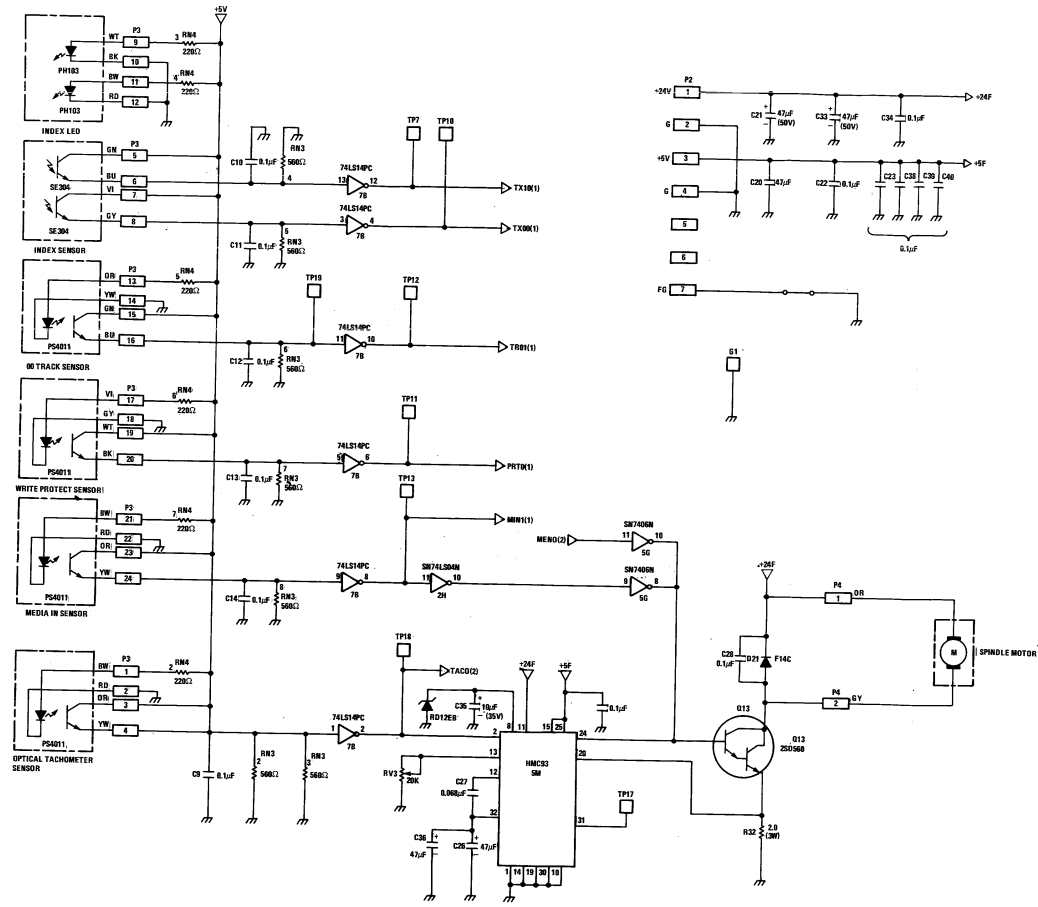 +5V
P3
WT 9 3 RN4
220Ω
BK 10
PH103
BW 11 4 RN4
220Ω
RD 12
PH103
INDEX LED
P3
GN 5
BU 6
SE304
VI 7
GY 8
SE304
INDEX SENSOR
C10 0.1µF
RN3
560Ω
4
74LS14PC
13 12
7B
TP7
TP10
TX10(1)
74LS14PC
3 4
7B
TX00(1)
C11 0.1µF
5
RN3
560Ω
P3
OR 13 5 RN4
220Ω
YW 14
GN 15
BU 16
PS4011
00 TRACK SENSOR
TP19
TP12
74LS14PC
11 10
7B
TR01(1)
C12 0.1µF
6
RN3
560Ω
P3
VI 17 6 RN4
220Ω
GY 18
WT 19
BK 20
PS4011
WRITE PROTECT SENSOR
TP11
74LS14PC
5 6
7B
PRT0(1)
C13 0.1µF
7
RN3
560Ω
P3
BW 21 7 RN4
220Ω
RD 22
OR 23
YW 24
PS4011
MEDIA IN SENSOR
TP13
MIN1(1)
74LS14PC
9 8
7B
SN74LS04N
11 10
2H
C14 0.1µF
8
RN3
560Ω
MENO(2)
SN7406N
11 10
5G
SN7406N
9 8
5G
P3
BW 1 2 RN4
220Ω
RD 2
OR 3
YW 4
PS4011
OPTICAL TACHOMETER
SENSOR
C9 0.1µF
RN3
2
560Ω
RN3
3
560Ω
74LS14PC
1 2
7B
TP18
TACO(2)
RD12EB
C35 10µF
(35V)
+24F
+5F
0.1µF
8 11 15 25
2 24
13 20
12
32 31
HMC93
5M
1 14 19 30 10
RV3
20K
C27
0.068µF
C36
47µF
C26 47µF
TP17
P2
+24V 1
G 2
+5V 3
G 4
5
6
FG 7
C21 47µF
(50V)
C33 47µF
(50V)
C34 0.1µF
+24F
C20 47µF
C22 0.1µF
C23 C38 C39 C40
0.1µF
+5F
G1
+24F
P4
1 OR
C28
0.1µF
D21 F14C
M
SPINDLE MOTOR
P4
2 GY
Q13
Q13
2SD560
R32 2.0
(3W)